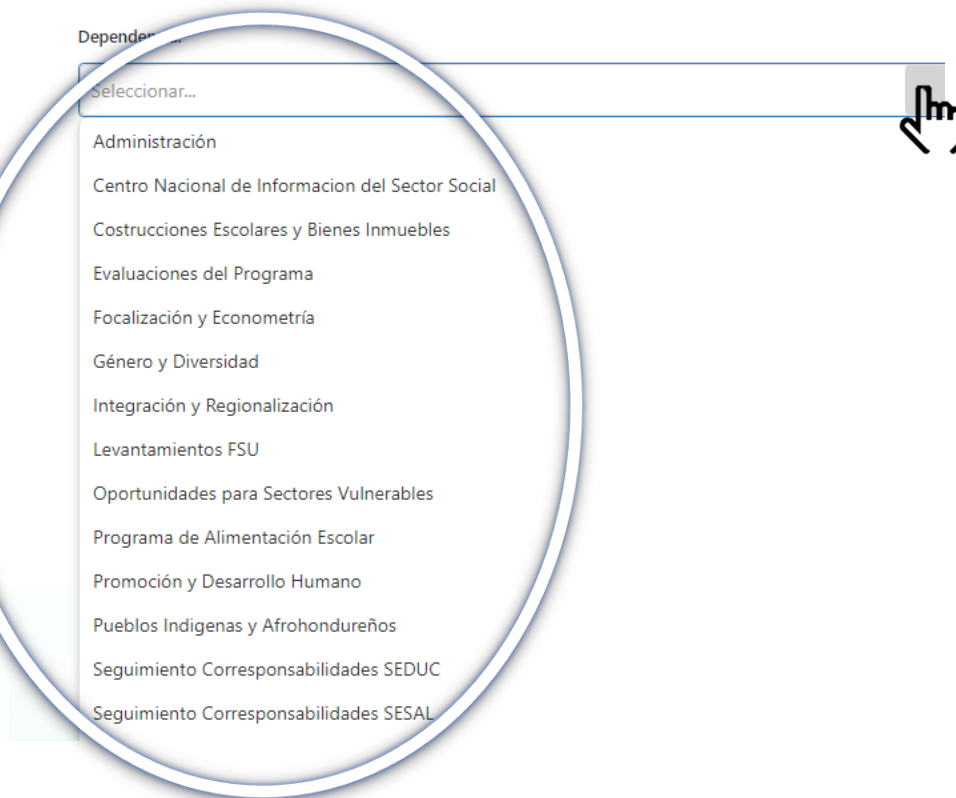 Dependencia:
Seleccionar...
Administración
Centro Nacional de Informacion del Sector Social
Costrucciones Escolares y Bienes Inmuebles
Evaluaciones del Programa
Focalización y Econometría
Género y Diversidad
Integración y Regionalización
Levantamientos FSU
Oportunidades para Sectores Vulnerables
Programa de Alimentación Escolar
Promoción y Desarrollo Humano
Pueblos Indigenas y Afrohondureños
Seguimiento Corresponsabilidades SEDUC
Seguimiento Corresponsabilidades SESAL